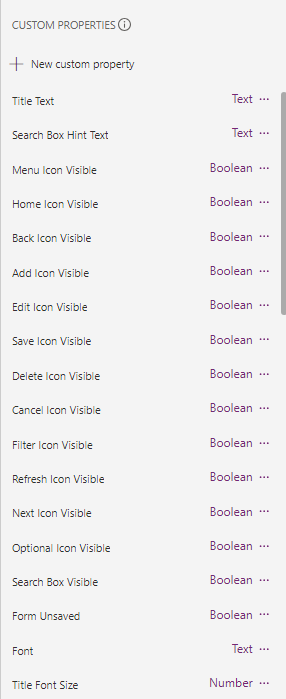 CUSTOM PROPERTIES
New custom property
Title Text Text ...
Search Box Hint Text Text ...
Menu Icon Visible Boolean ...
Home Icon Visible Boolean ...
Back Icon Visible Boolean ...
Add Icon Visible Boolean ...
Edit Icon Visible Boolean ...
Save Icon Visible Boolean ...
Delete Icon Visible Boolean ...
Cancel Icon Visible Boolean ...
Filter Icon Visible Boolean ...
Refresh Icon Visible Boolean ...
Next Icon Visible Boolean ...
Optional Icon Visible Boolean ...
Search Box Visible Boolean ...
Form Unsaved Boolean ...
Font Text ...
Title Font Size Number ...